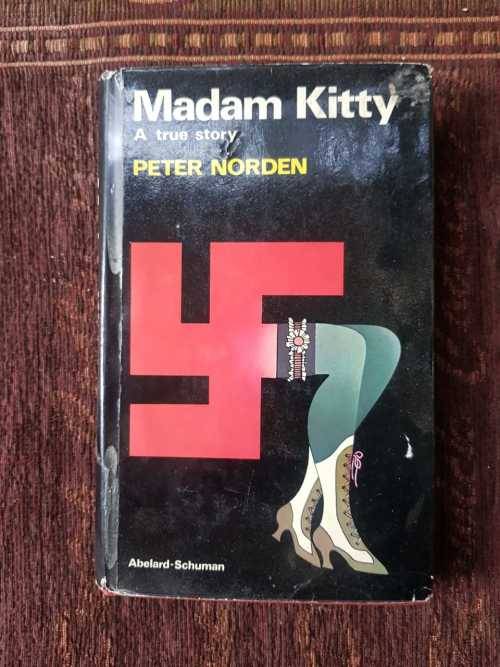 Madam Kitty
A true story
PETER NORDEN
Abelard-Schuman